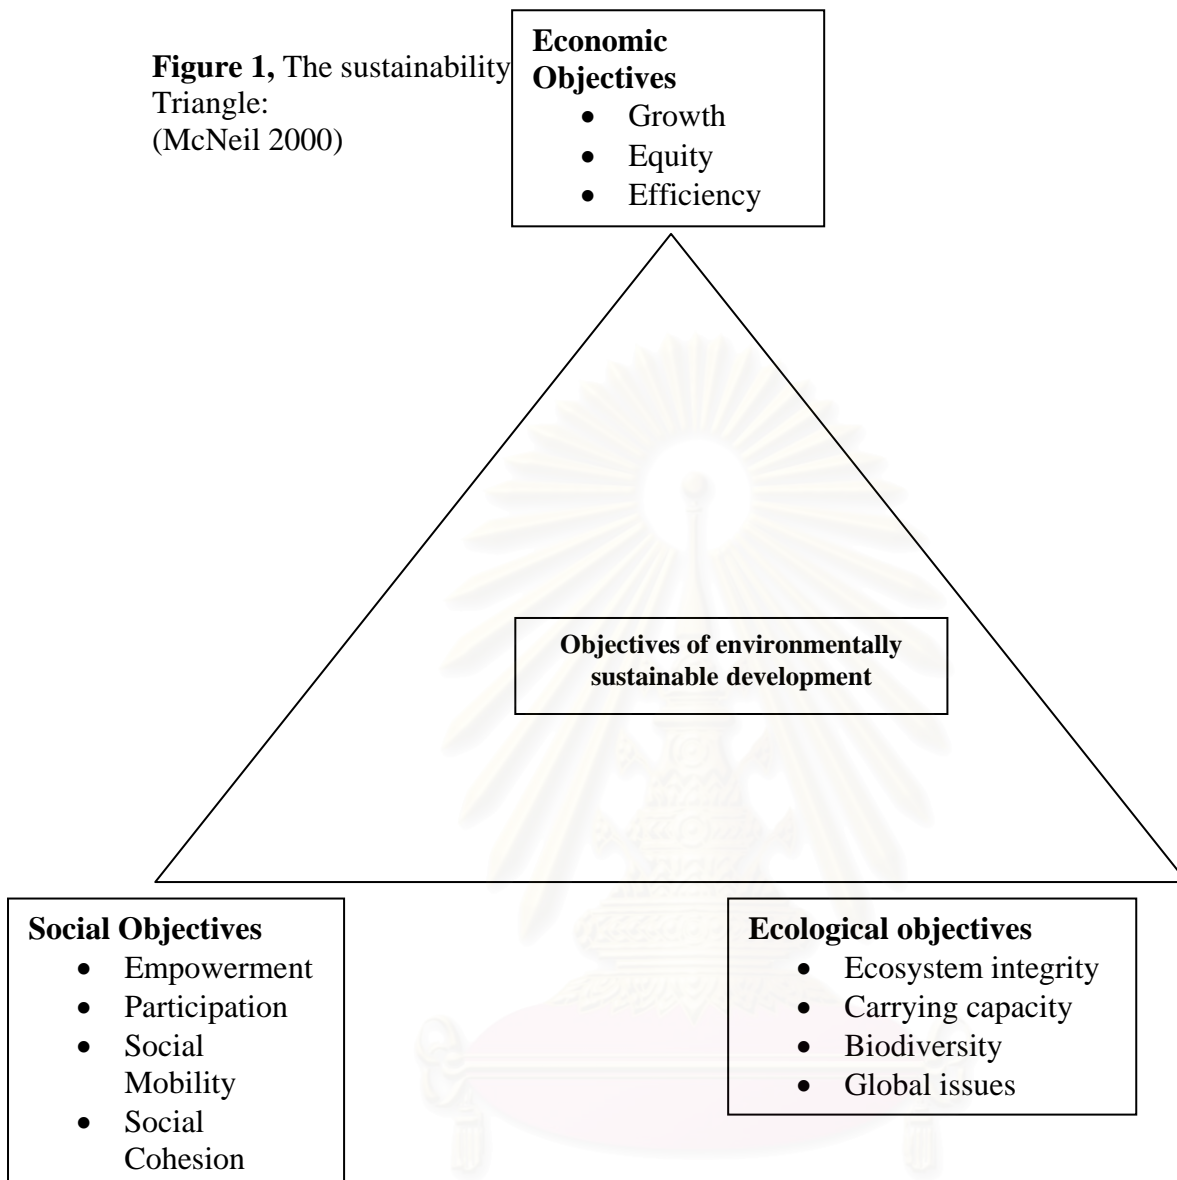 Figure 1, The sustainability
Triangle:
(McNeil 2000)
Economic
Objectives
• Growth
• Equity
• Efficiency
Objectives of environmentally
sustainable development
Social Objectives
• Empowerment
• Participation
• Social
Mobility
• Social
Cohesion
Ecological objectives
• Ecosystem integrity
• Carrying capacity
• Biodiversity
• Global issues